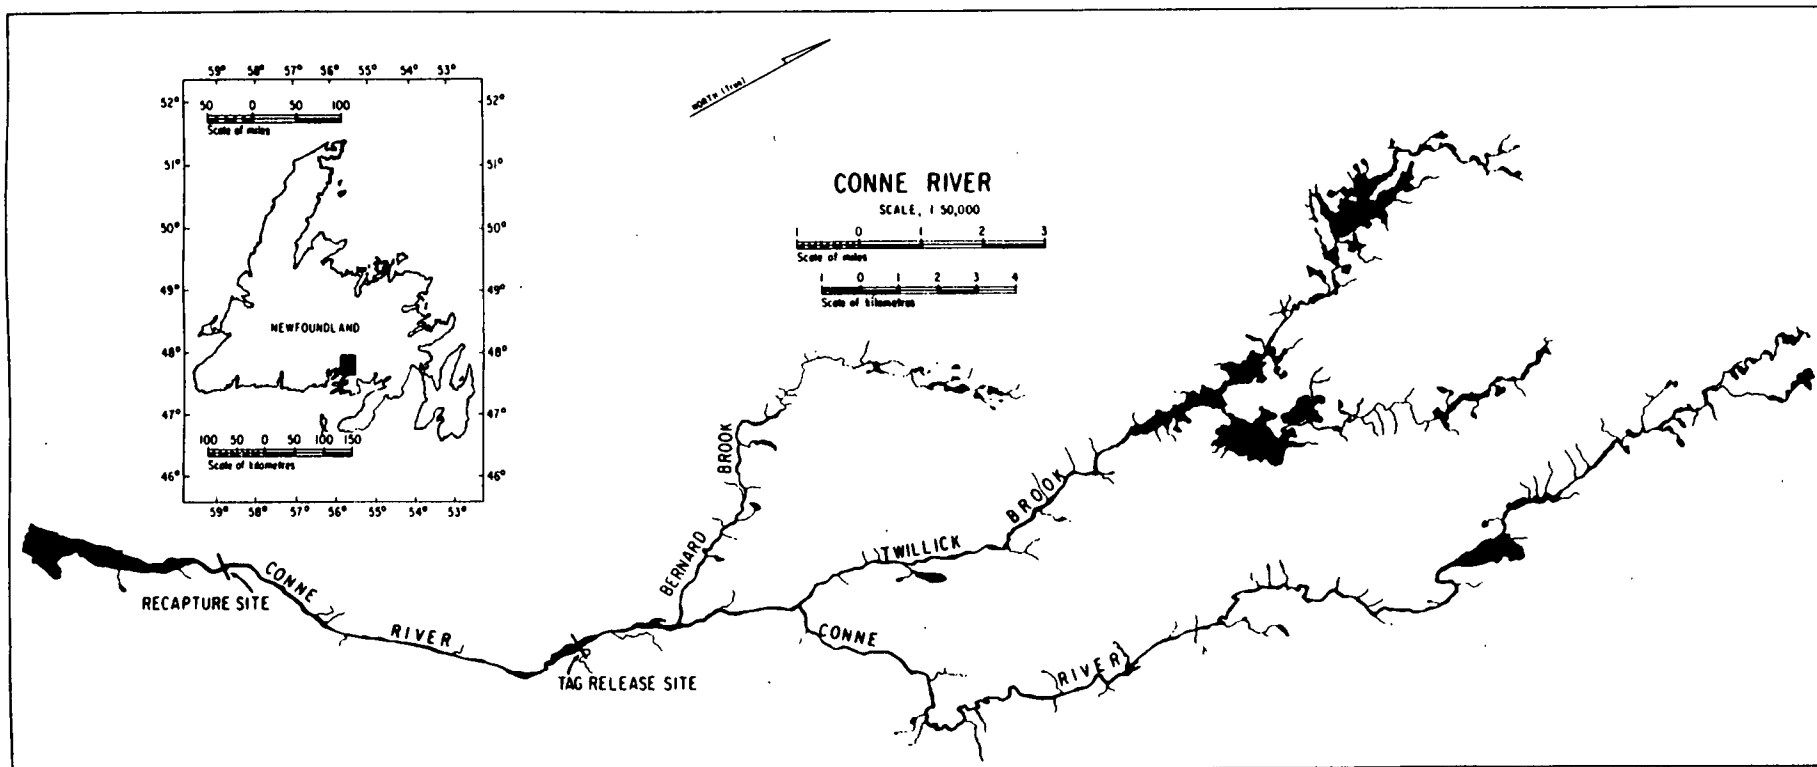 59° 58° 57° 56° 55° 54° 53°
52° 52°
50 0 50 100
Scale of miles
51° 51°
50° 50°
49° 49°
NEWFOUNDLAND
48° 48°
47° 47°
100 50 0 50 100 150
Scale of kilometres
46° 46°
59° 58° 57° 56° 55° 54° 53°
NORTH (True)
CONNE RIVER
SCALE, 1 50,000
1 0 1 2 3
Scale of miles
1 0 1 2 3 4
Scale of kilometres
BERNARD BROOK
TWILLICK BROOK
CONNE RIVER
RECAPTURE SITE
TAG RELEASE SITE
CONNE RIVER